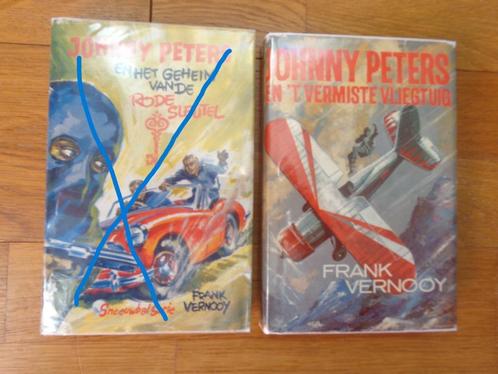 JOHNNY PETERS
EN HET GEHEIM
VAN DE
RODE
SLEUTEL
Sneeuwbal Serie
FRANK
VERNOOY
JOHNNY PETERS
EN 'T VERMISTE VLIEGTUIG
FRANK
VERNOOY